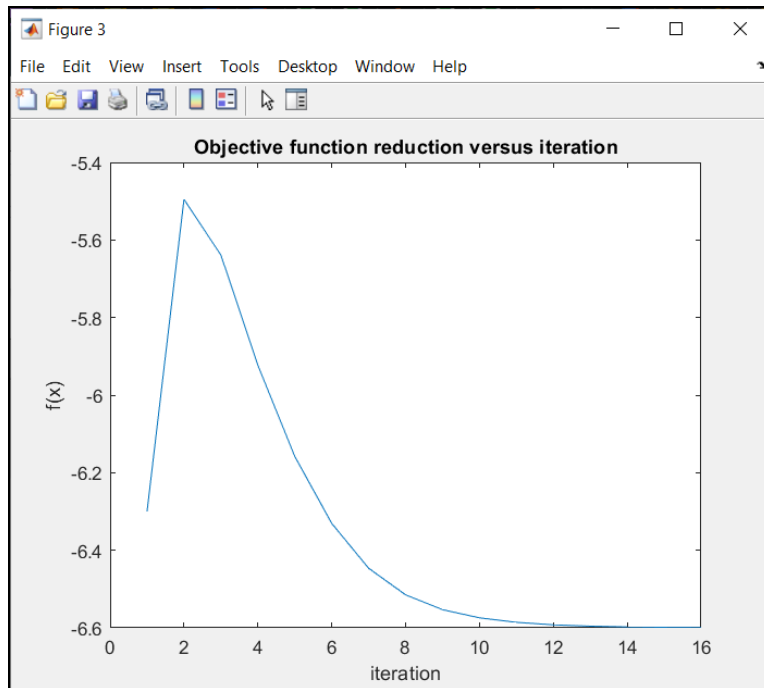 Figure 3
File Edit View Insert Tools Desktop Window Help
Objective function reduction versus iteration
-5.4
-5.6
-5.8
-6
-6.2
-6.4
-6.6
f(x)
0 2 4 6 8 10 12 14 16
iteration